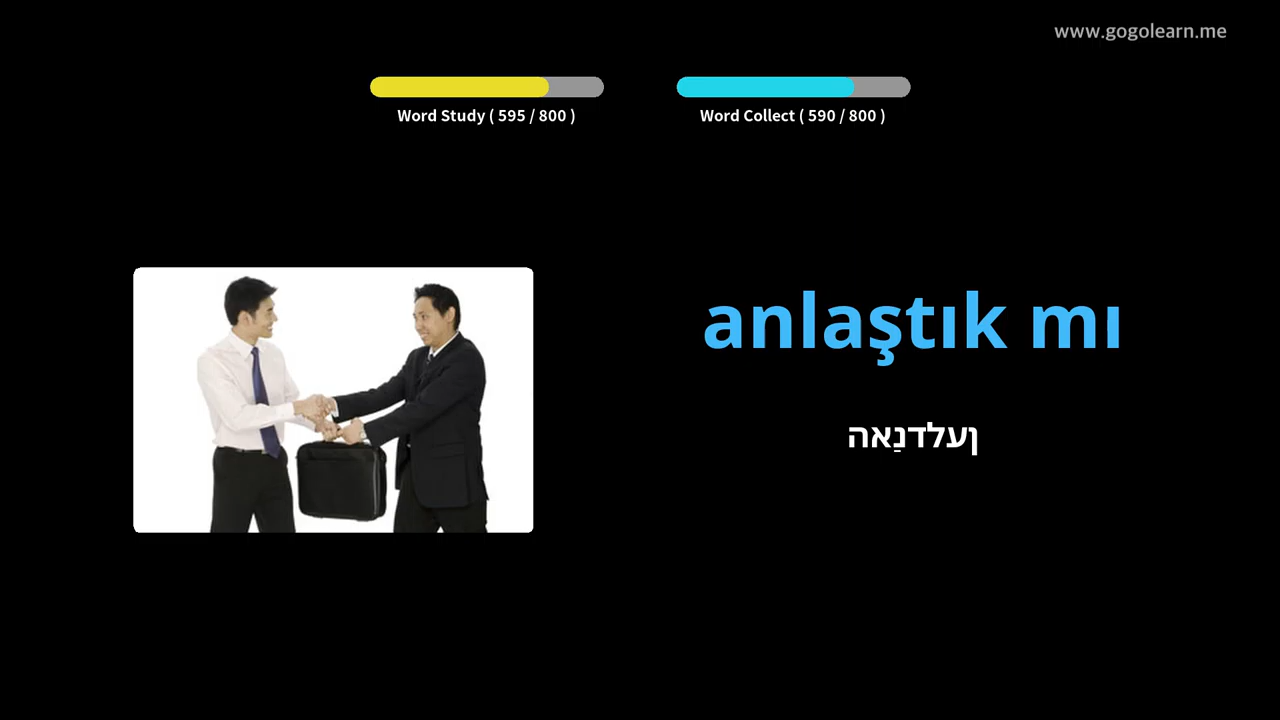 www.gogolearn.me
Word Study ( 595 / 800 )
Word Collect ( 590 / 800 )
anlaştık mı
ןעלדנַאה